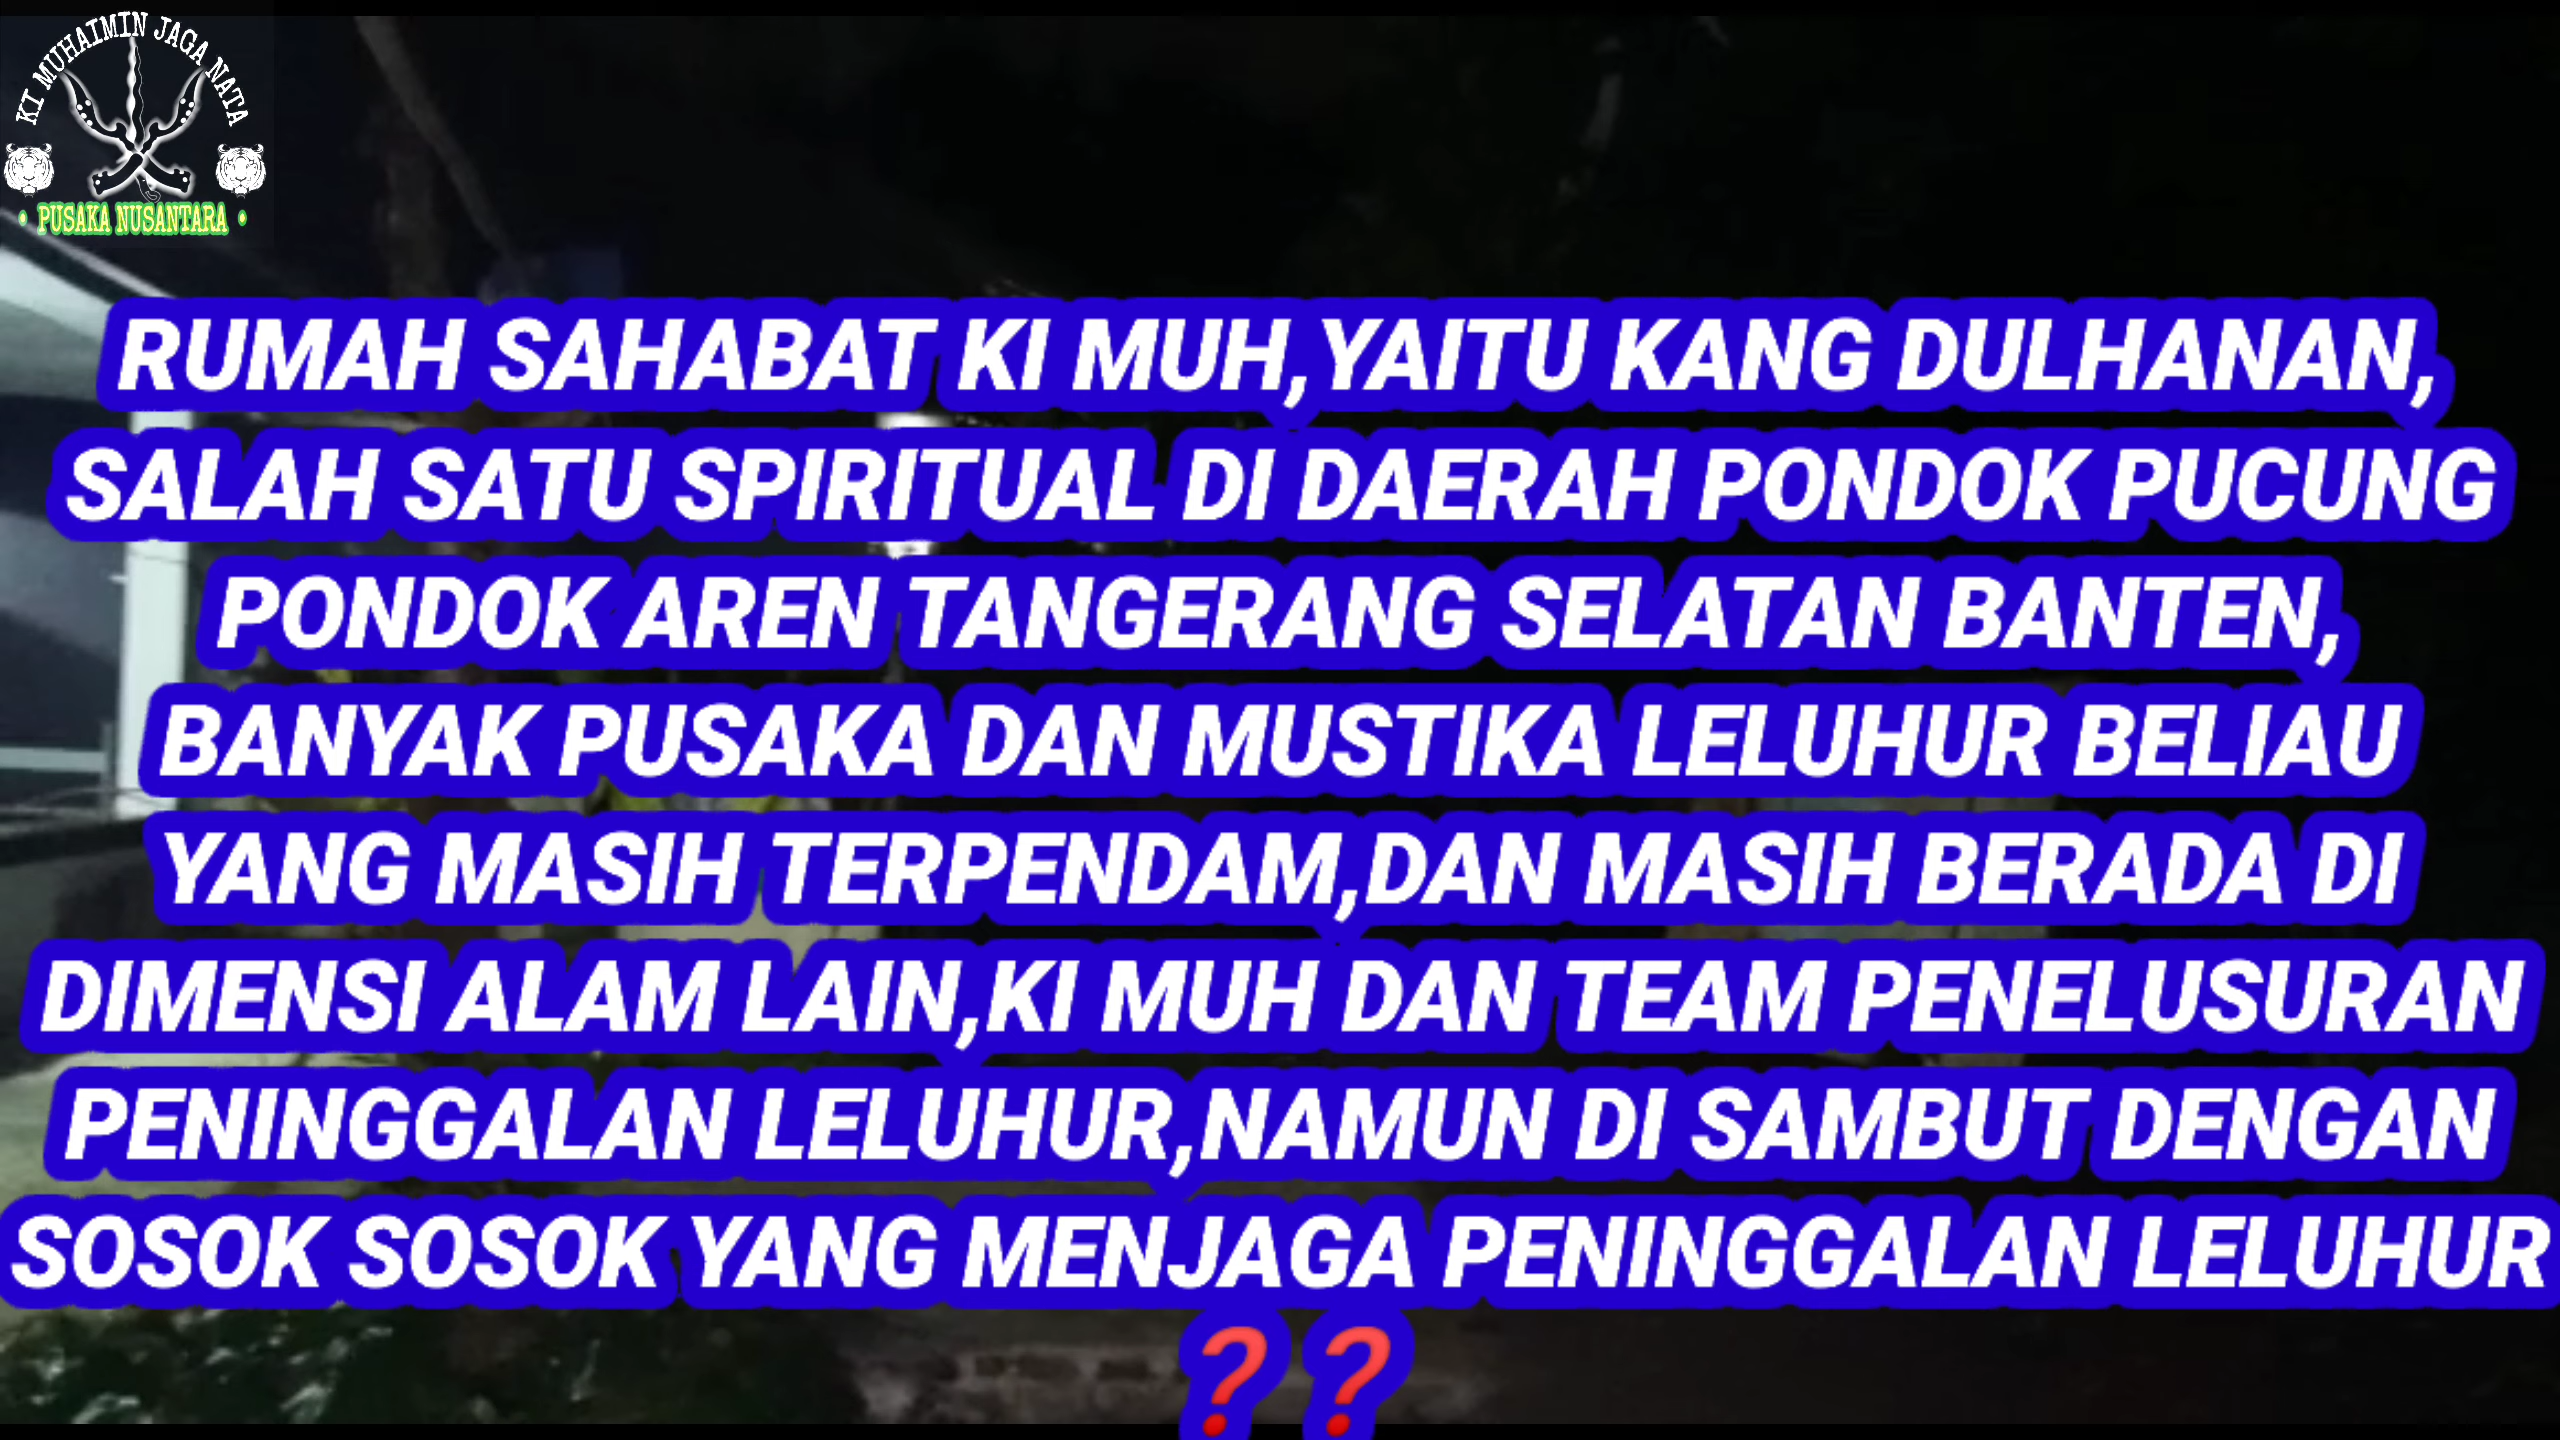 KI MUHAIMIN JAGA NATA
• PUSAKA NUSANTARA •
RUMAH SAHABAT KI MUH,YAITU KANG DULHANAN,
SALAH SATU SPIRITUAL DI DAERAH PONDOK PUCUNG
PONDOK AREN TANGERANG SELATAN BANTEN,
BANYAK PUSAKA DAN MUSTIKA LELUHUR BELIAU
YANG MASIH TERPENDAM,DAN MASIH BERADA DI
DIMENSI ALAM LAIN,KI MUH DAN TEAM PENELUSURAN
PENINGGALAN LELUHUR,NAMUN DI SAMBUT DENGAN
SOSOK SOSOK YANG MENJAGA PENINGGALAN LELUHUR
❓❓